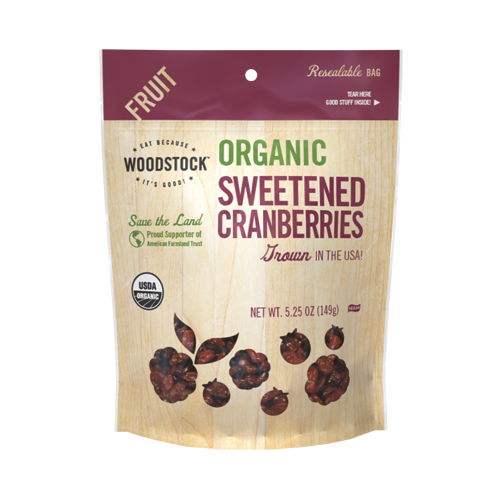 Resealable BAG
TEAR HERE
GOOD STUFF INSIDE!
FRUIT
EAT BECAUSE
WOODSTOCK
IT'S GOOD!
ORGANIC
SWEETENED
CRANBERRIES
Grown IN THE USA!
Save the Land
Proud Supporter of
American Farmland Trust
USDA
ORGANIC
NET WT. 5.25 OZ (149g)